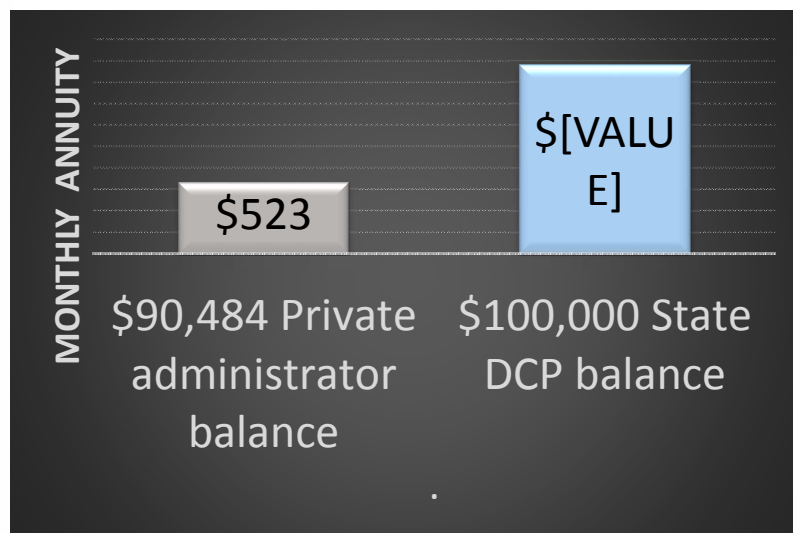 MONTHLY ANNUITY
$523
$[VALU
E]
$90,484 Private
administrator
balance
$100,000 State
DCP balance
.